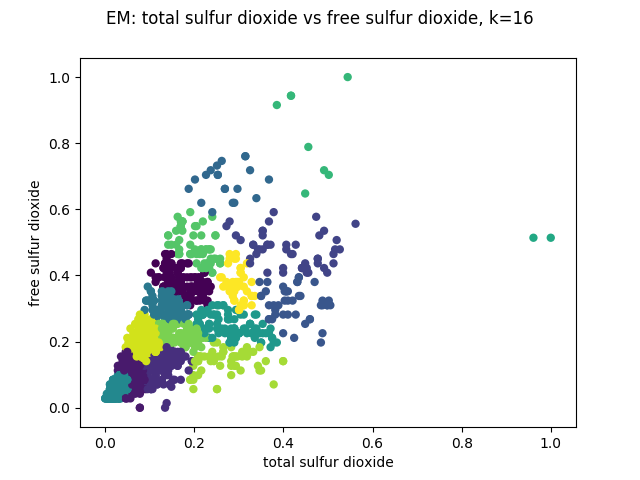 EM: total sulfur dioxide vs free sulfur dioxide, k=16
1.0
0.8
0.6
0.4
0.2
0.0
free sulfur dioxide
0.0 0.2 0.4 0.6 0.8 1.0
total sulfur dioxide